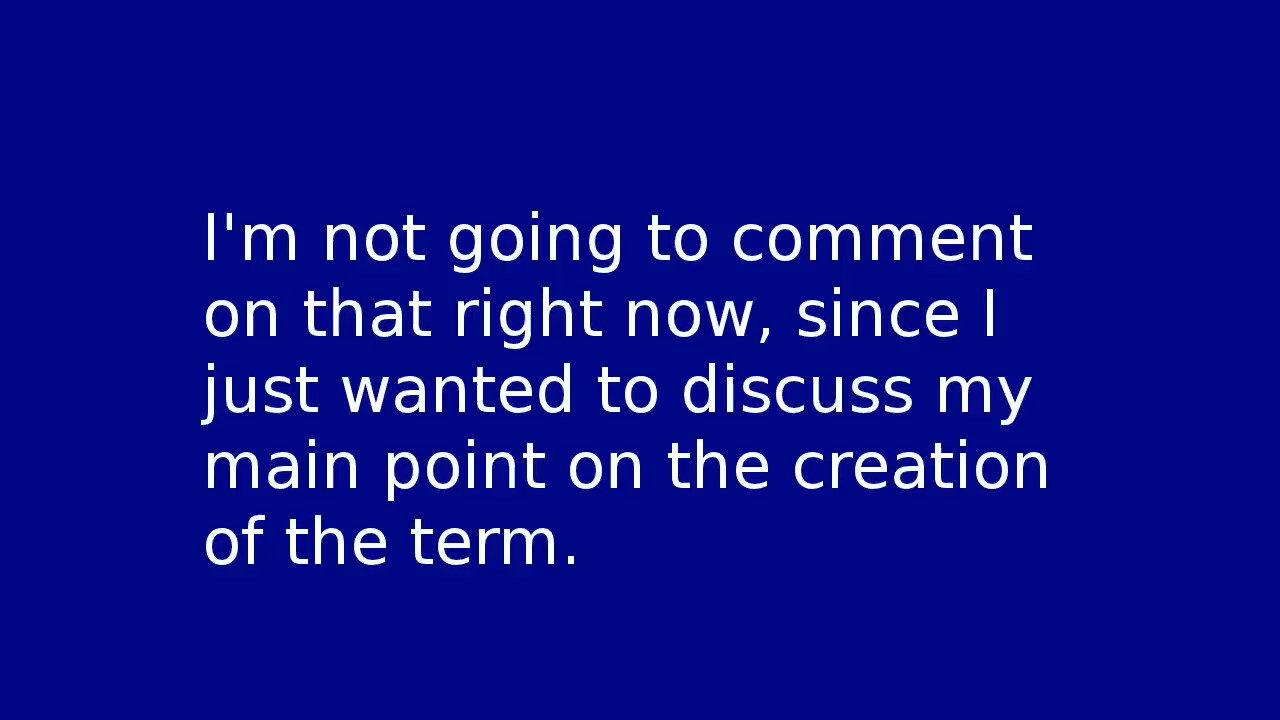 I'm not going to comment
on that right now, since I
just wanted to discuss my
main point on the creation
of the term.